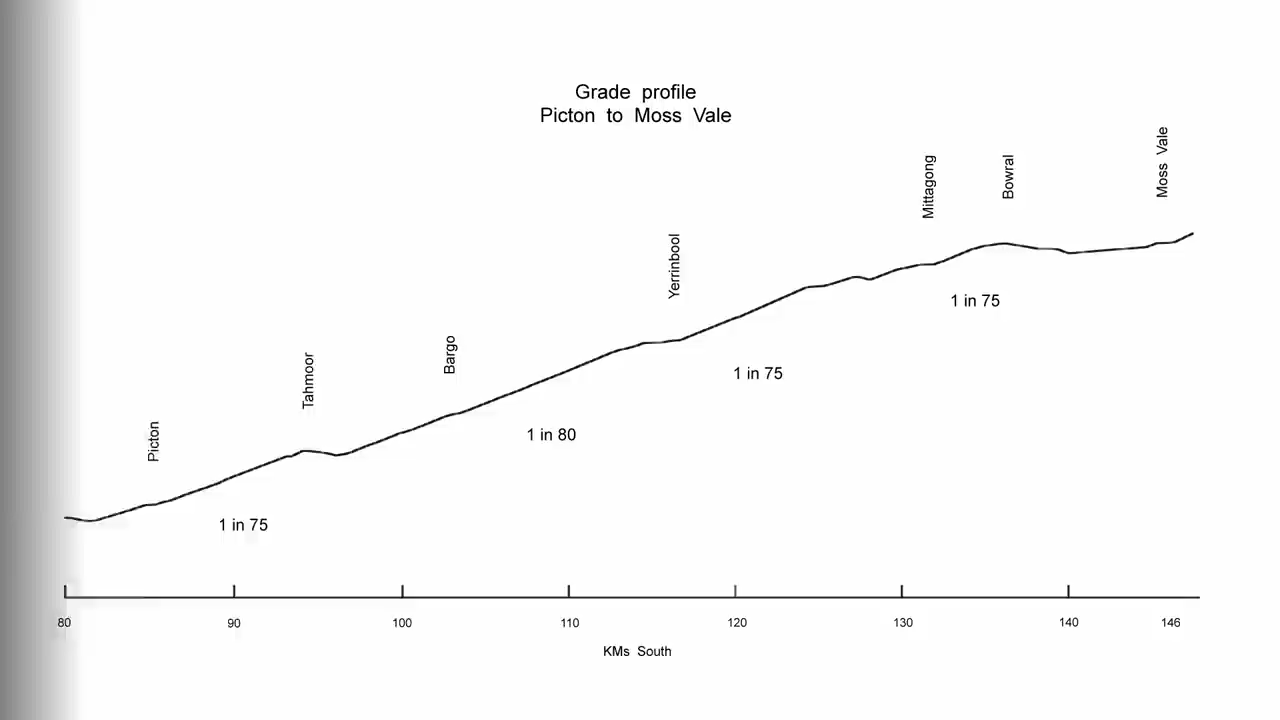 Grade profile
Picton to Moss Vale
Moss Vale
Bowral
Mittagong
Yerrinbool
Bargo
Tahmoor
Picton
1 in 75
1 in 75
1 in 80
1 in 75
80 90 100 110 120 130 140 146
KMs South